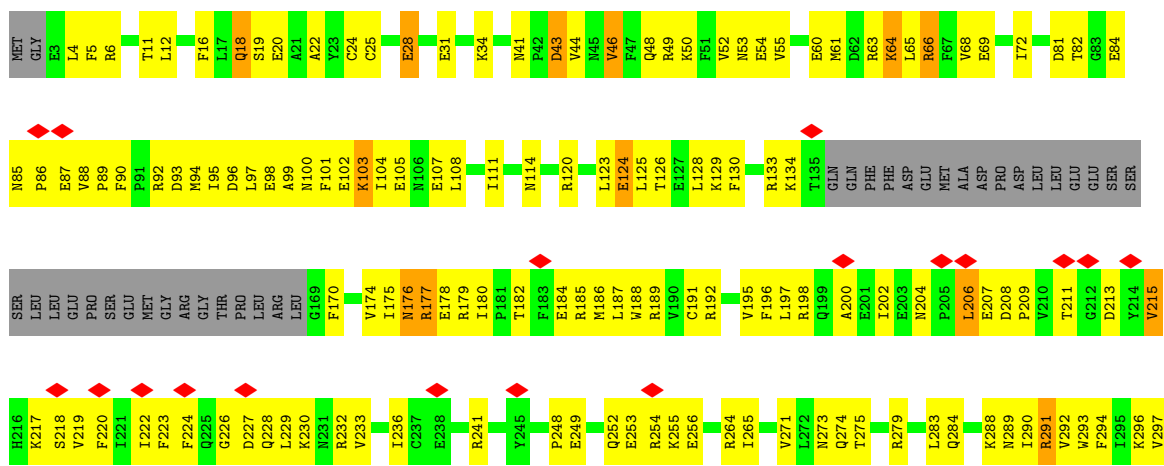 MET GLY E3 L4 F5 R6 T11 L12 F16 L17 Q18 S19 E20 A21 A22 Y23 C24 C25 E28 E31 K34 N41 P42 D43 V44 N45 V46 F47 Q48 R49 K50 F51 V52 N53 E54 V55 E60 M61 D62 R63 K64 L65 R66 F67 V68 E69 I72 D81 T82 G83 E84
N85 P86 E87 V88 P89 F90 P91 R92 D93 M94 I95 D96 L97 E98 A99 N100 F101 E102 K103 I104 E105 N106 E107 L108 I111 N114 R120 L123 E124 L125 T126 E127 L128 K129 F130 R133 K134 T135 GLN GLN PHE PHE ASP GLU MET ALA ASP PRO ASP LEU LEU GLU GLU SER SER
SER LEU LEU GLU PRO SER GLU MET GLY ARG GLY THR PRO LEU ARG LEU G169 F170 V174 I175 N176 R177 E178 R179 I180 P181 T182 F183 E184 R185 M186 L187 W188 R189 V190 C191 R192 V195 F196 L197 R198 Q199 A200 E201 I202 E203 N204 P205 L206 E207 D208 P209 V210 T211 G212 D213 Y214 V215
H216 K217 S218 V219 F220 I221 I222 F223 F224 Q225 G226 D227 Q228 L229 K230 N231 R232 V233 I236 C237 E238 R241 Y245 P248 E249 Q252 E253 R254 K255 E256 R264 I265 V271 L272 N273 Q274 T275 R279 L283 Q284 K288 N289 I290 R291 V292 W293 F294 I295 K296 V297